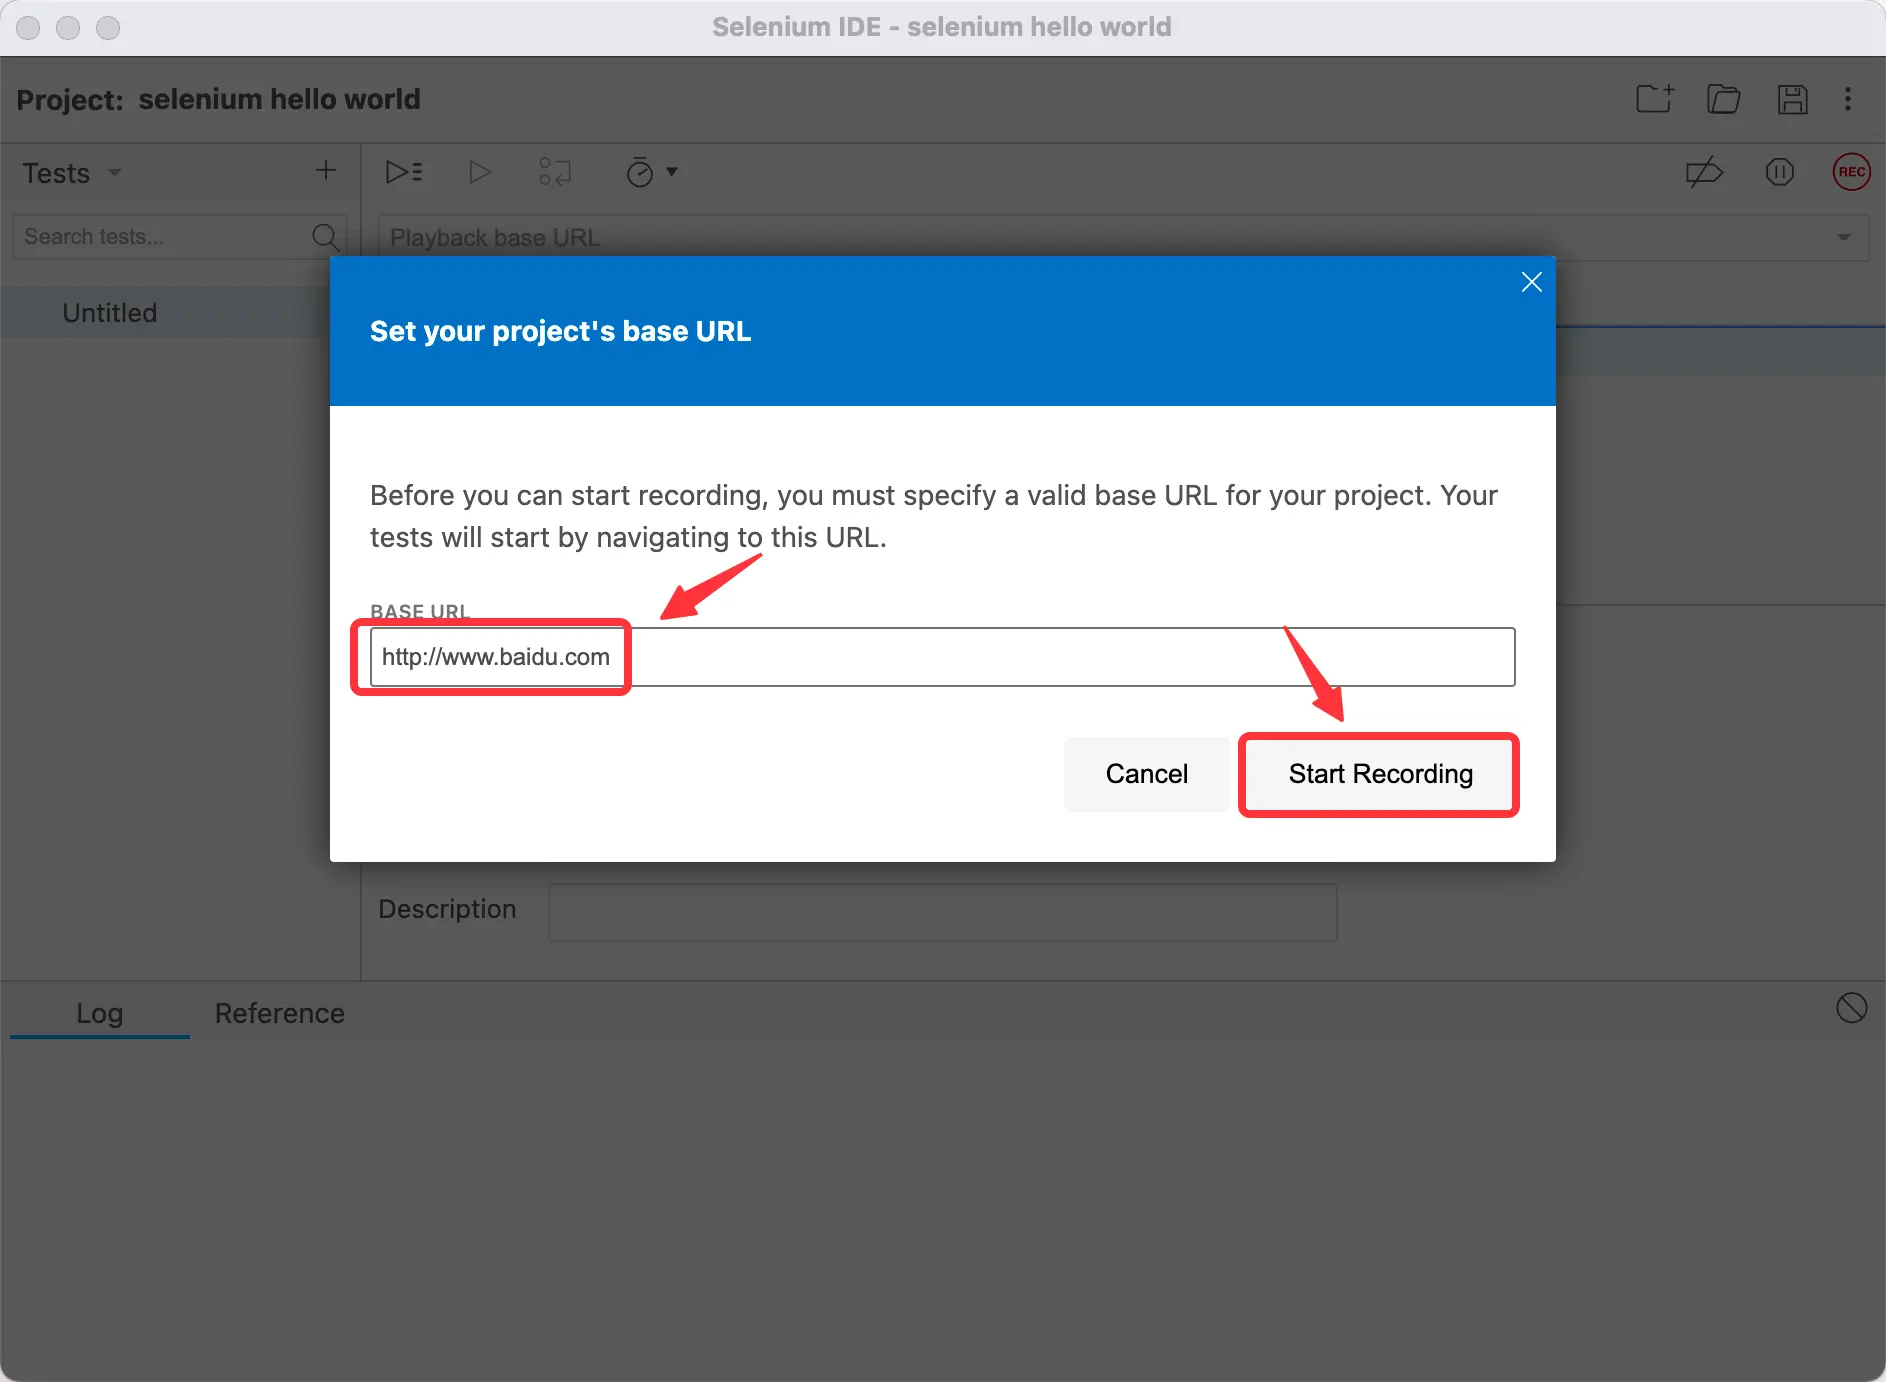 Selenium IDE - selenium hello world
Project: selenium hello world
Tests
REC
Search tests...
Playback base URL
Untitled
Set your project's base URL
Before you can start recording, you must specify a valid base URL for your project. Your
tests will start by navigating to this URL.
BASE URL
http://www.baidu.com
Cancel
Start Recording
Description
Log
Reference